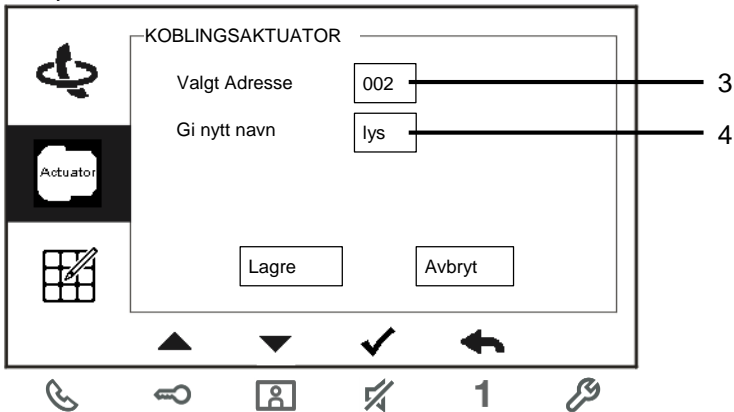 KOBLINGSAKTUATOR
Valgt Adresse 002 3
Gi nytt navn lys 4
Actuator
Lagre Avbryt
1